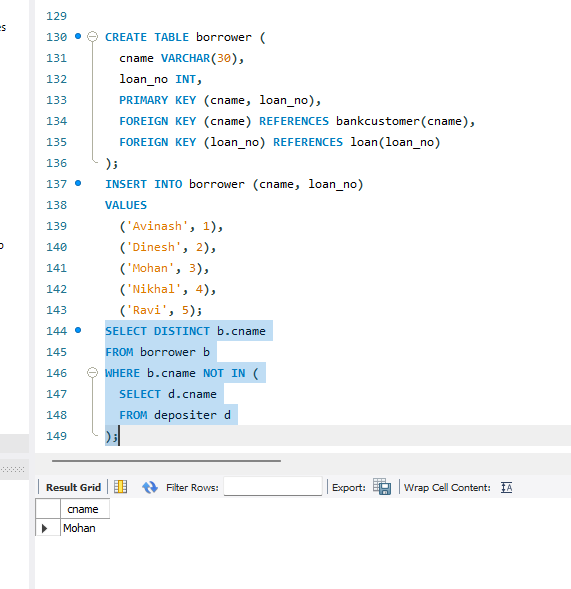 es
129
130 CREATE TABLE borrower (
131 cname VARCHAR(30),
132 loan_no INT,
133 PRIMARY KEY (cname, loan_no),
134 FOREIGN KEY (cname) REFERENCES bankcustomer(cname),
135 FOREIGN KEY (loan_no) REFERENCES loan(loan_no)
136 );
137 INSERT INTO borrower (cname, loan_no)
138 VALUES
139 ('Avinash', 1),
140 ('Dinesh', 2),
141 ('Mohan', 3),
142 ('Nikhal', 4),
143 ('Ravi', 5);
144 SELECT DISTINCT b.cname
145 FROM borrower b
146 WHERE b.cname NOT IN (
147 SELECT d.cname
148 FROM depositer d
149 );
Result Grid Filter Rows: Export: Wrap Cell Content:
cname
Mohan